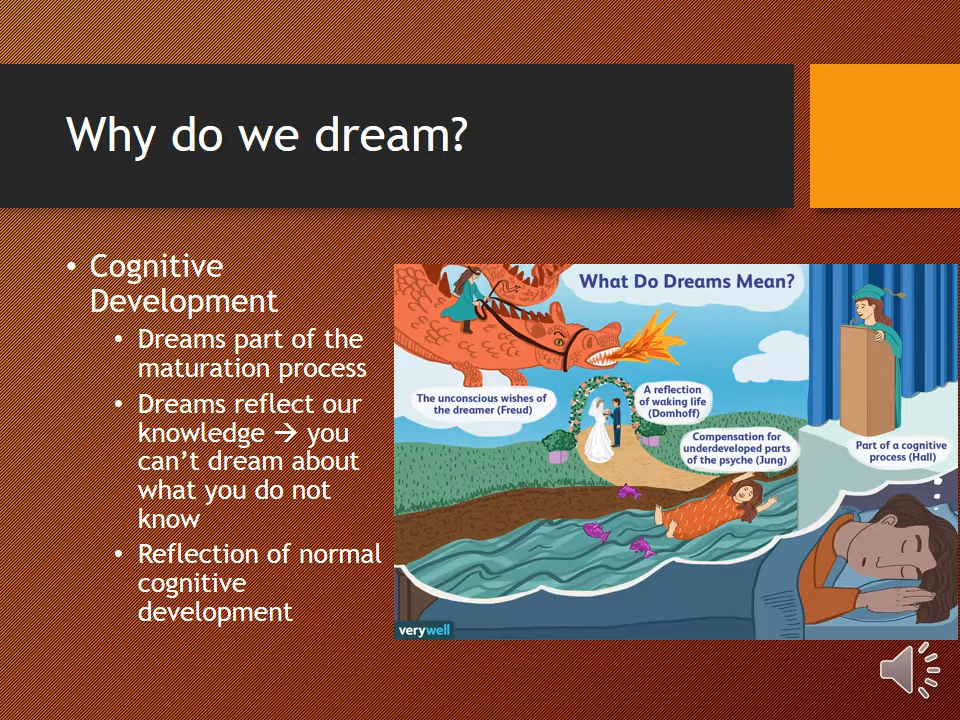 Why do we dream?
• Cognitive
Development
• Dreams part of the
maturation process
• Dreams reflect our
knowledge → you
can’t dream about
what you do not
know
• Reflection of normal
cognitive
development
What Do Dreams Mean?
The unconscious wishes of
the dreamer (Freud)
A reflection
of waking life
(Domhoff)
Compensation for
underdeveloped parts
of the psyche (Jung)
Part of a cognitive
process (Hall)
verywell